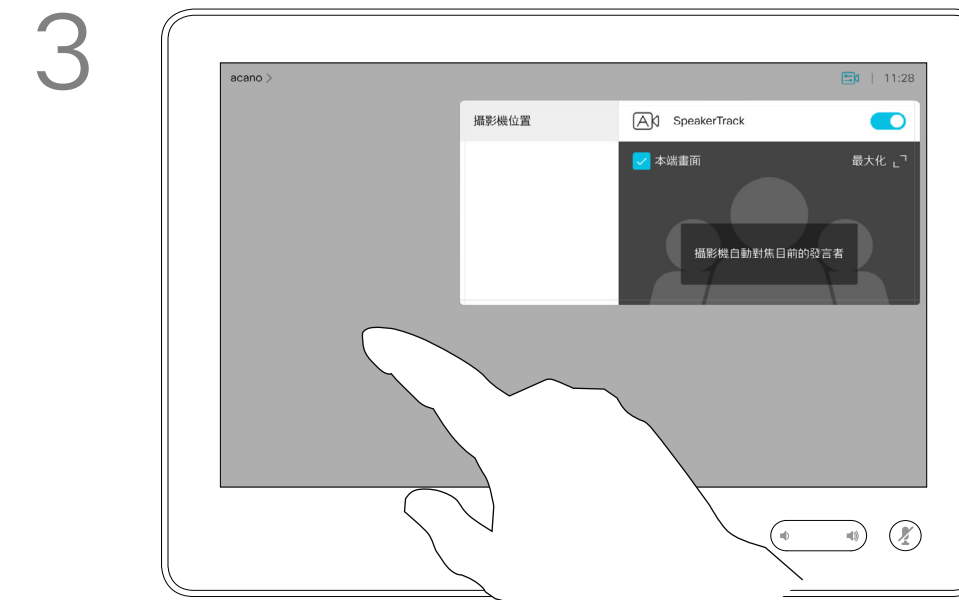 3
acano >
11:28
攝影機位置
SpeakerTrack
本端畫面
最大化
攝影機自動對焦目前的發言者